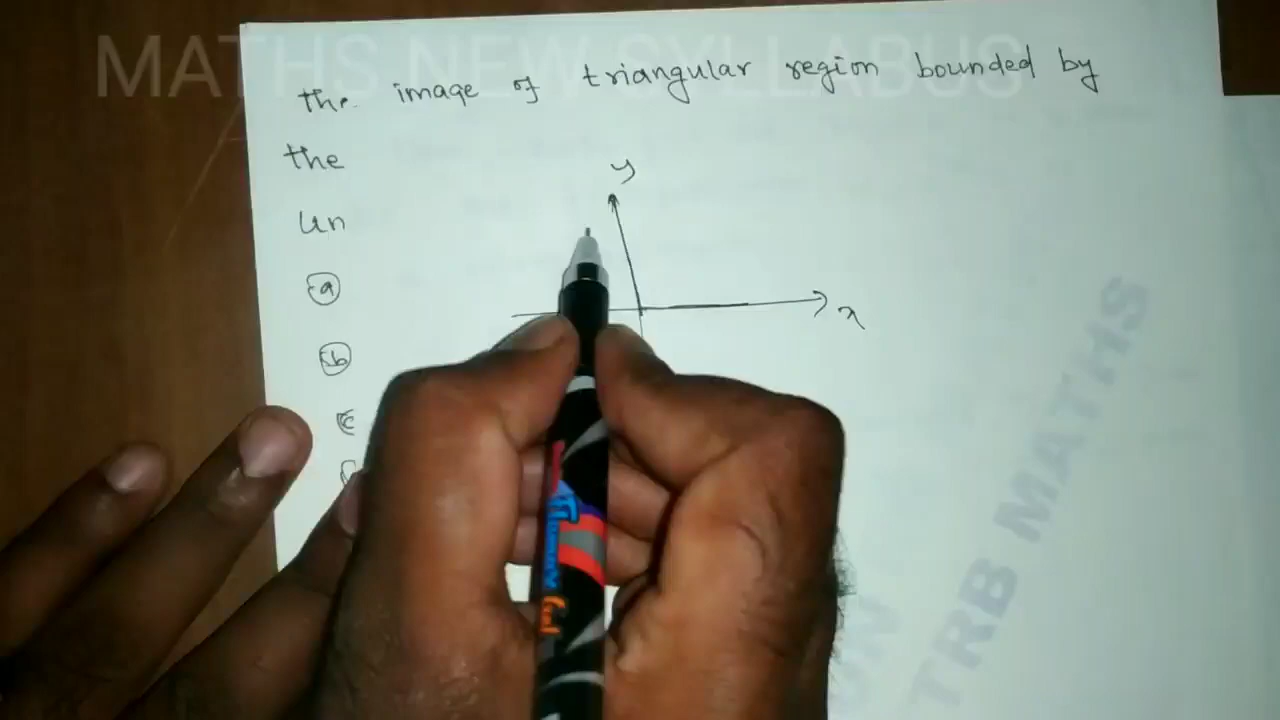 MATHS NEW SYLLABUS
the image of triangular region bounded by
the
un
y
x
(a)
(b)
(c
TRB MATHS